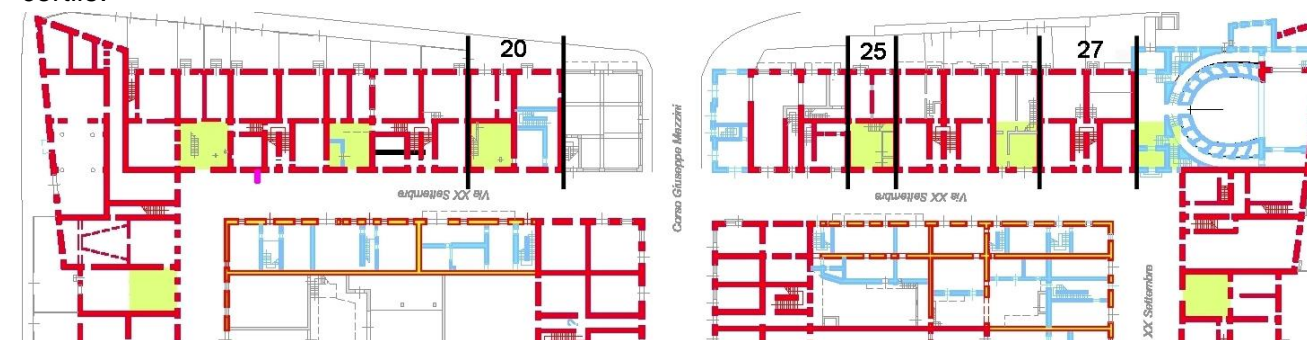 20
25
27
Via XX Settembre
Corso Giuseppe Mazzini
Via XX Settembre
XX Settembre
?